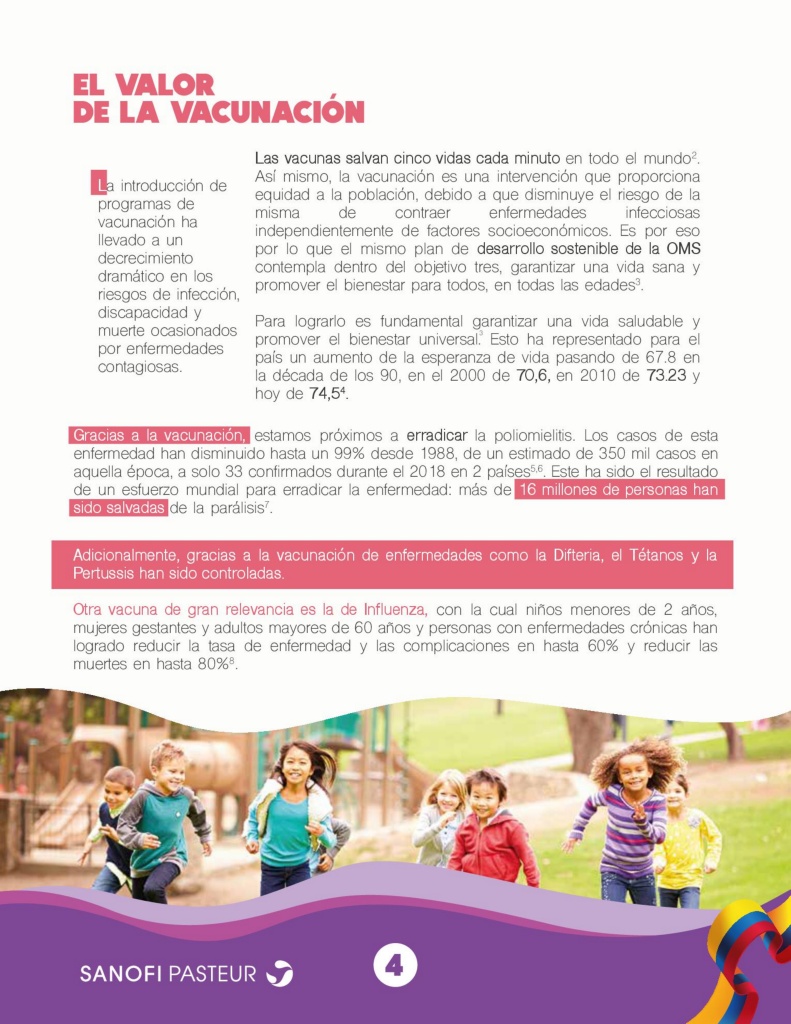 EL VALOR
DE LA VACUNACIÓN
La introducción de
programas de
vacunación ha
llevado a un
decrecimiento
dramático en los
riesgos de infección,
discapacidad y
muerte ocasionados
por enfermedades
contagiosas.
Las vacunas salvan cinco vidas cada minuto en todo el mundo².
Así mismo, la vacunación es una intervención que proporciona
equidad a la población, debido a que disminuye el riesgo de la
misma de contraer enfermedades infecciosas
independientemente de factores socioeconómicos. Es por eso
por lo que el mismo plan de desarrollo sostenible de la OMS
contempla dentro del objetivo tres, garantizar una vida sana y
promover el bienestar para todos, en todas las edades³.
Para lograrlo es fundamental garantizar una vida saludable y
promover el bienestar universal.³ Esto ha representado para el
país un aumento de la esperanza de vida pasando de 67.8 en
la década de los 90, en el 2000 de 70,6, en 2010 de 73.23 y
hoy de 74,5⁴.
Gracias a la vacunación, estamos próximos a erradicar la poliomielitis. Los casos de esta
enfermedad han disminuido hasta un 99% desde 1988, de un estimado de 350 mil casos en
aquella época, a solo 33 confirmados durante el 2018 en 2 países⁵,⁶. Este ha sido el resultado
de un esfuerzo mundial para erradicar la enfermedad: más de 16 millones de personas han
sido salvadas de la parálisis⁷.
Adicionalmente, gracias a la vacunación de enfermedades como la Difteria, el Tétanos y la
Pertussis han sido controladas.
Otra vacuna de gran relevancia es la de Influenza, con la cual niños menores de 2 años,
mujeres gestantes y adultos mayores de 60 años y personas con enfermedades crónicas han
logrado reducir la tasa de enfermedad y las complicaciones en hasta 60% y reducir las
muertes en hasta 80%⁸.
SANOFI PASTEUR
4